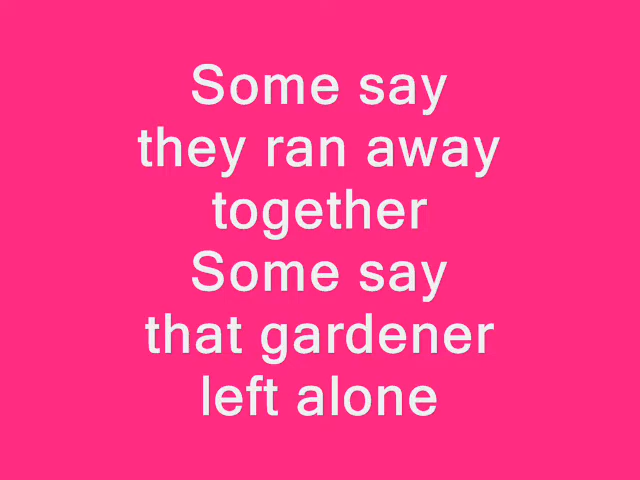 Some say
they ran away
together
Some say
that gardener
left alone